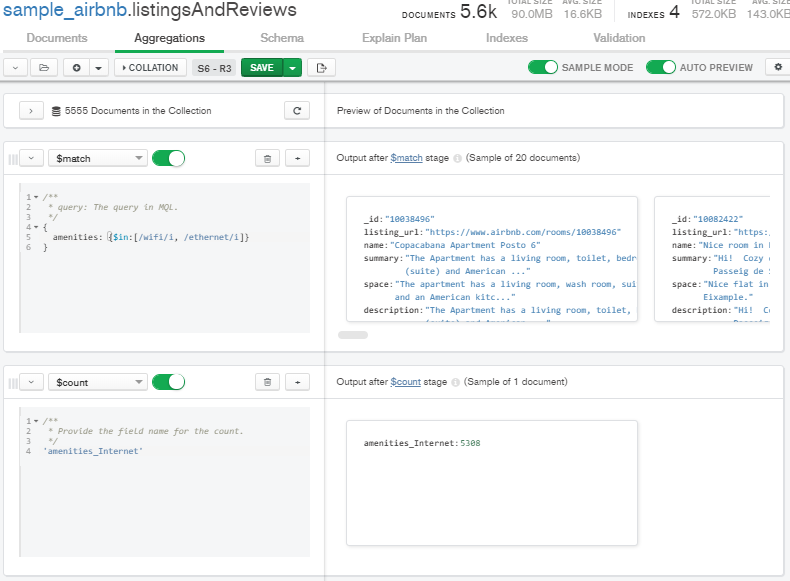 sample_airbnb.listingsAndReviews
DOCUMENTS 5.6k TOTAL SIZE 90.0MB AVG. SIZE 16.6KB INDEXES 4 TOTAL SIZE 572.0KB AVG. SIZE 143.0KB
Documents Aggregations Schema Explain Plan Indexes Validation
COLLATION S6 - R3 SAVE SAMPLE MODE AUTO PREVIEW
5555 Documents in the Collection Preview of Documents in the Collection
$match Output after $match stage (Sample of 20 documents)
1 /**
2 * query: The query in MQL.
3 */
4 {
5 amenities: {$in:[/wifi/i, /ethernet/i]}
6 }
_id:"10038496"
listing_url:"https://www.airbnb.com/rooms/10038496"
name:"Copacabana Apartment Posto 6"
summary:"The Apartment has a living room, toilet, bedr
(suite) and American ..."
space:"The apartment has a living room, wash room, sui
and an American kitc..."
description:"The Apartment has a living room, toilet,
(suite) and American ..."
_id:"10082422"
listing_url:"https:
name:"Nice room in
summary:"Hi! Cozy
Passeig de
space:"Nice flat in
Eixample."
description:"Hi!
$count Output after $count stage (Sample of 1 document)
1 /**
2 * Provide the field name for the count.
3 */
4 'amenities_Internet'
amenities_Internet:5308